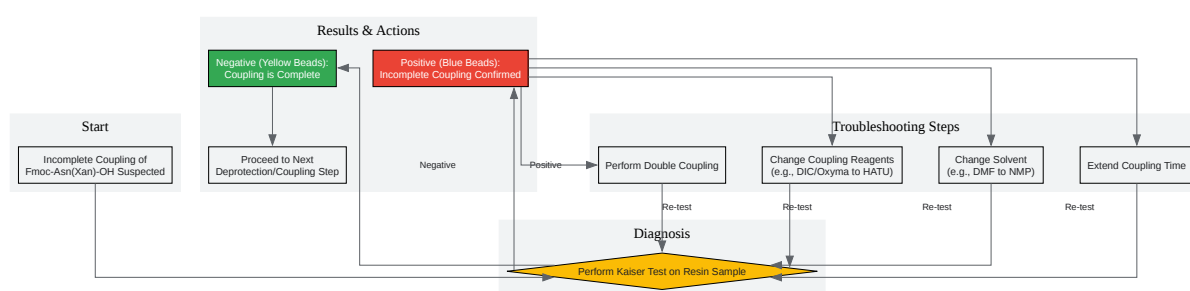 Results & Actions
Negative (Yellow Beads):
Coupling is Complete
Positive (Blue Beads):
Incomplete Coupling Confirmed
Start
Troubleshooting Steps
Incomplete Coupling of
Fmoc-Asn(Xan)-OH Suspected
Proceed to Next
Deprotection/Coupling Step
Negative
Positive
Perform Double Coupling
Change Coupling Reagents
(e.g., DIC/Oxyma to HATU)
Change Solvent
(e.g., DMF to NMP)
Extend Coupling Time
Re-test
Re-test
Re-test
Re-test
Diagnosis
Perform Kaiser Test on Resin Sample